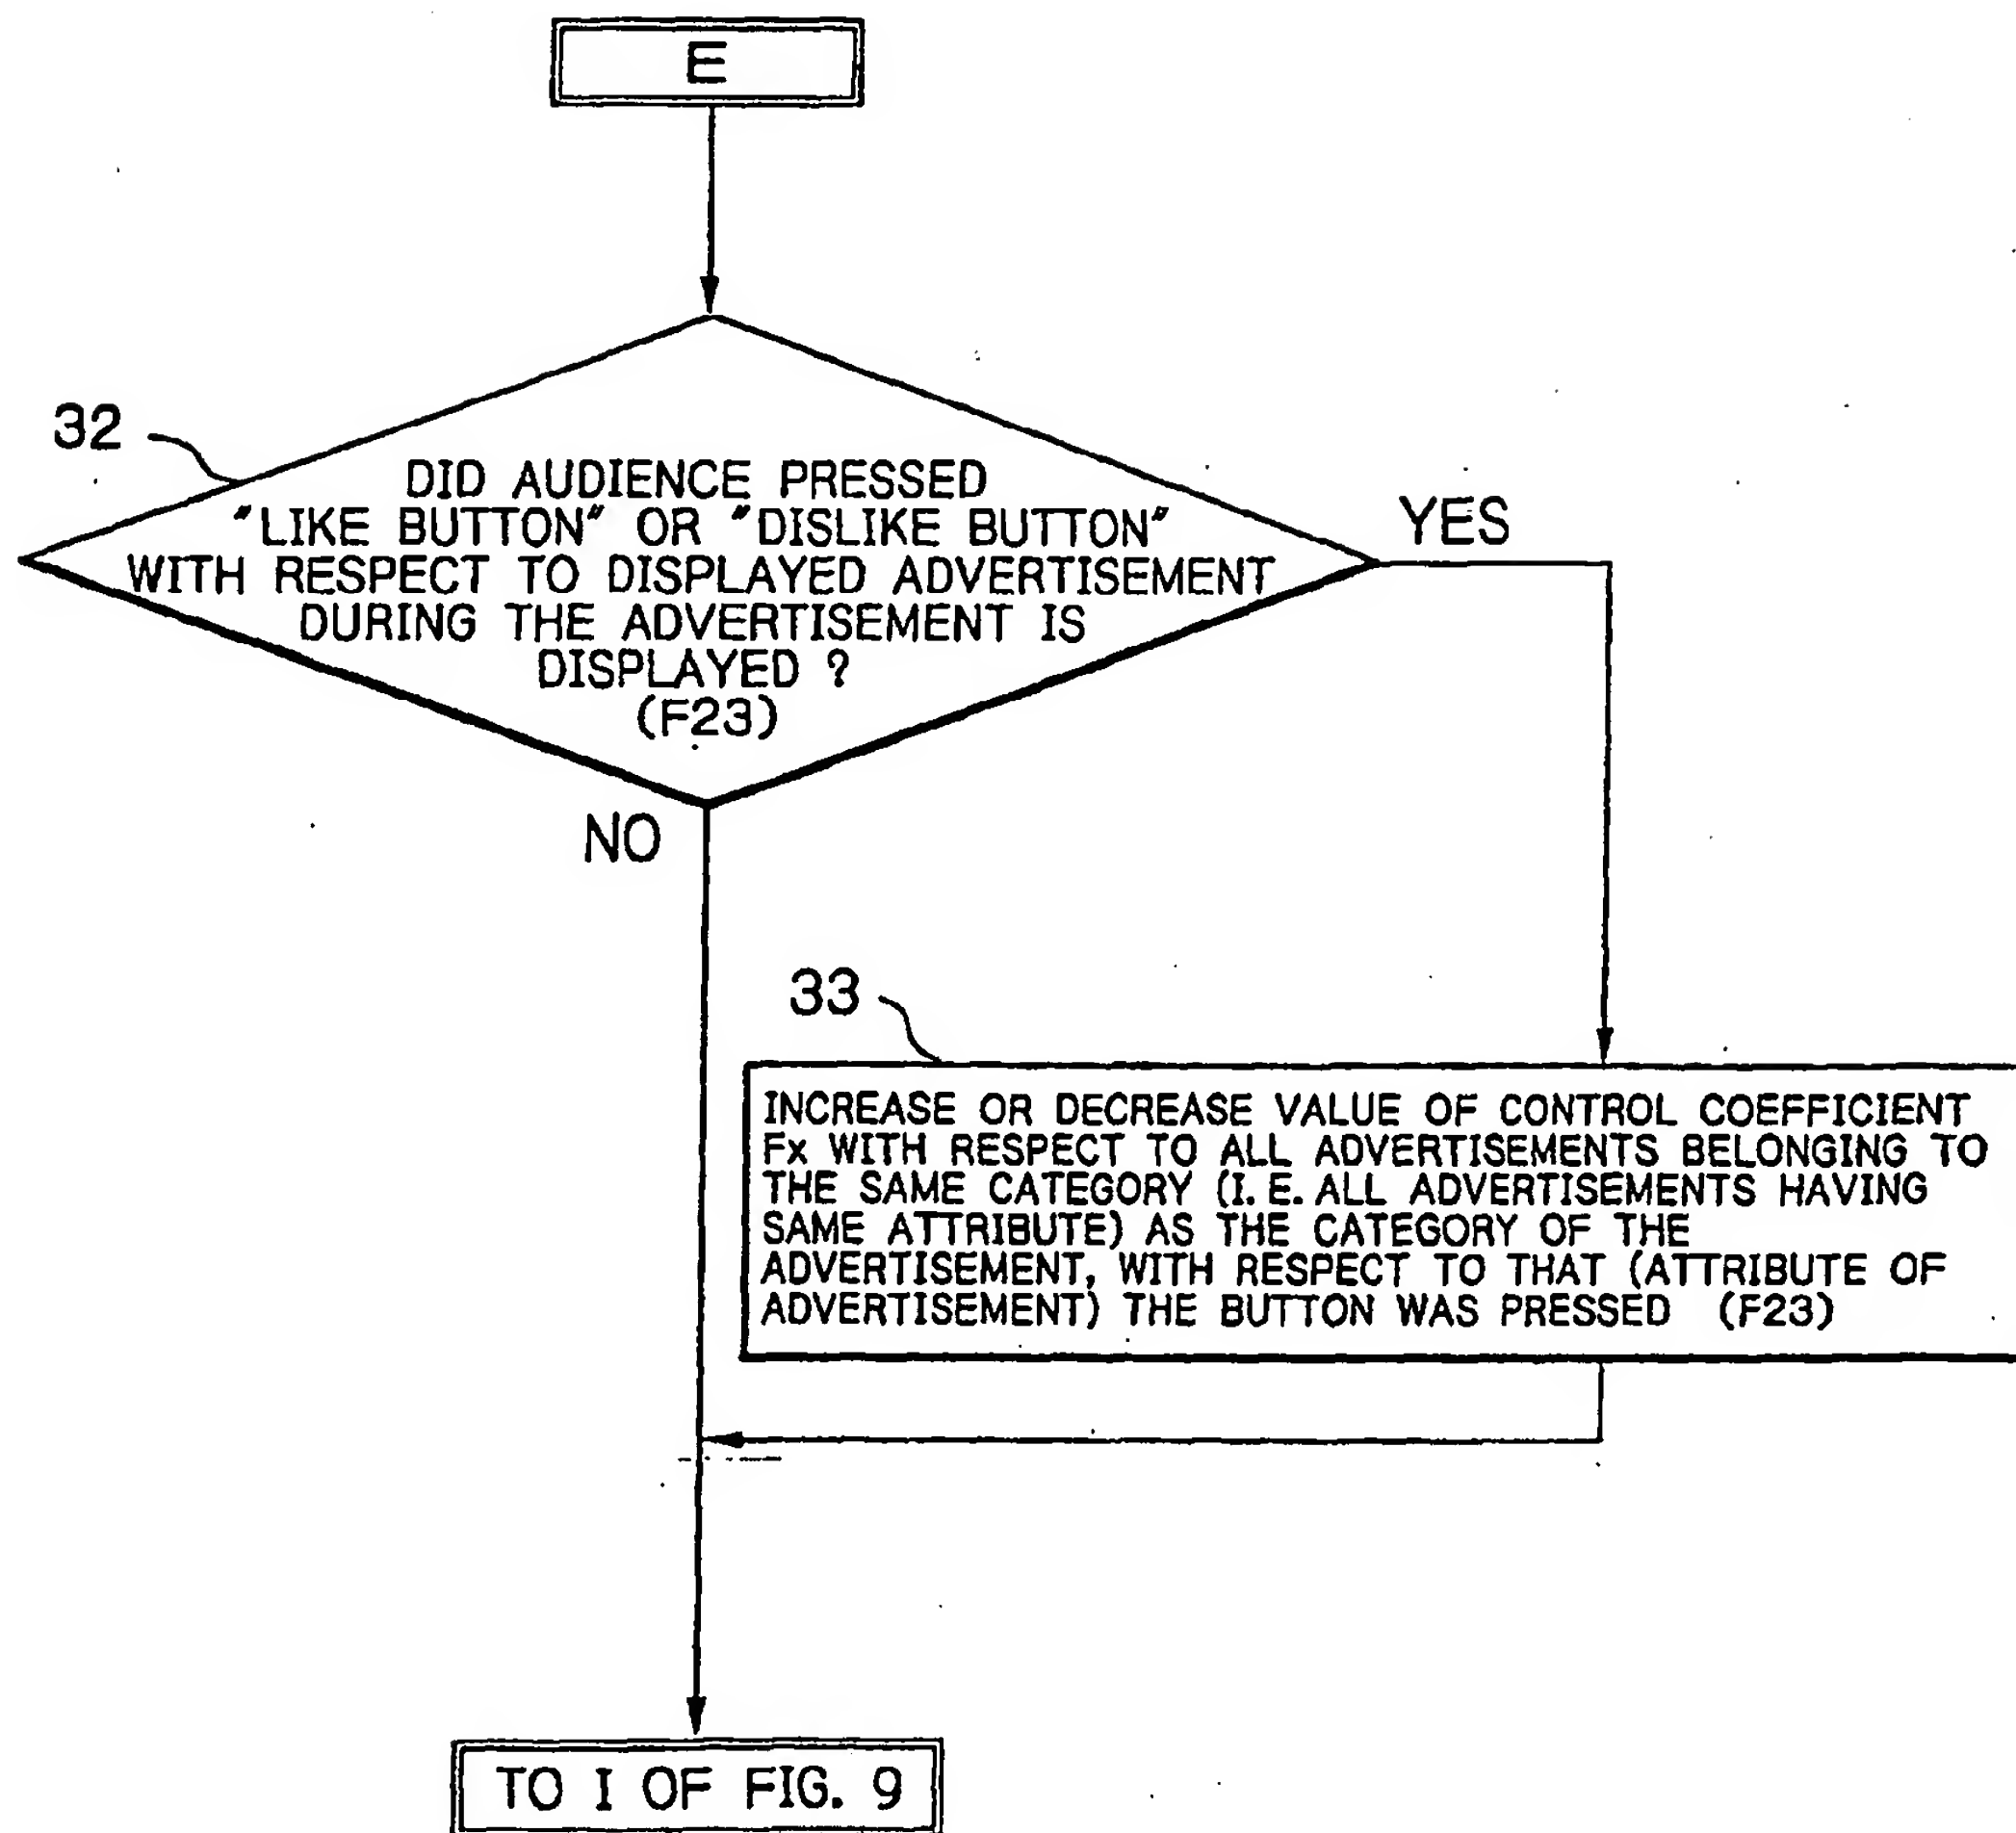 E
32
DID AUDIENCE PRESSED
"LIKE BUTTON" OR "DISLIKE BUTTON"
WITH RESPECT TO DISPLAYED ADVERTISEMENT
DURING THE ADVERTISEMENT IS
DISPLAYED ?
(F23)
YES
NO
33
INCREASE OR DECREASE VALUE OF CONTROL COEFFICIENT
Fx WITH RESPECT TO ALL ADVERTISEMENTS BELONGING TO
THE SAME CATEGORY (I. E. ALL ADVERTISEMENTS HAVING
SAME ATTRIBUTE) AS THE CATEGORY OF THE
ADVERTISEMENT, WITH RESPECT TO THAT (ATTRIBUTE OF
ADVERTISEMENT) THE BUTTON WAS PRESSED (F23)
TO I OF FIG. 9